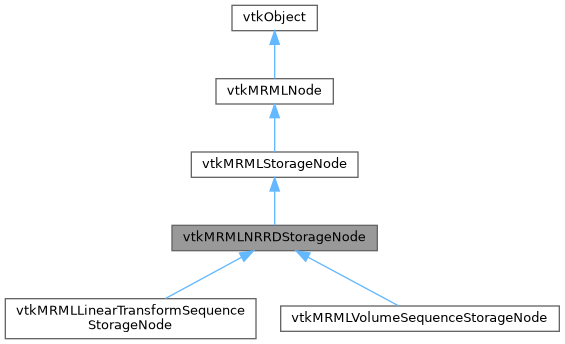 vtkObject
vtkMRMLNode
vtkMRMLStorageNode
vtkMRMLNRRDStorageNode
vtkMRMLLinearTransformSequence
StorageNode
vtkMRMLVolumeSequenceStorageNode